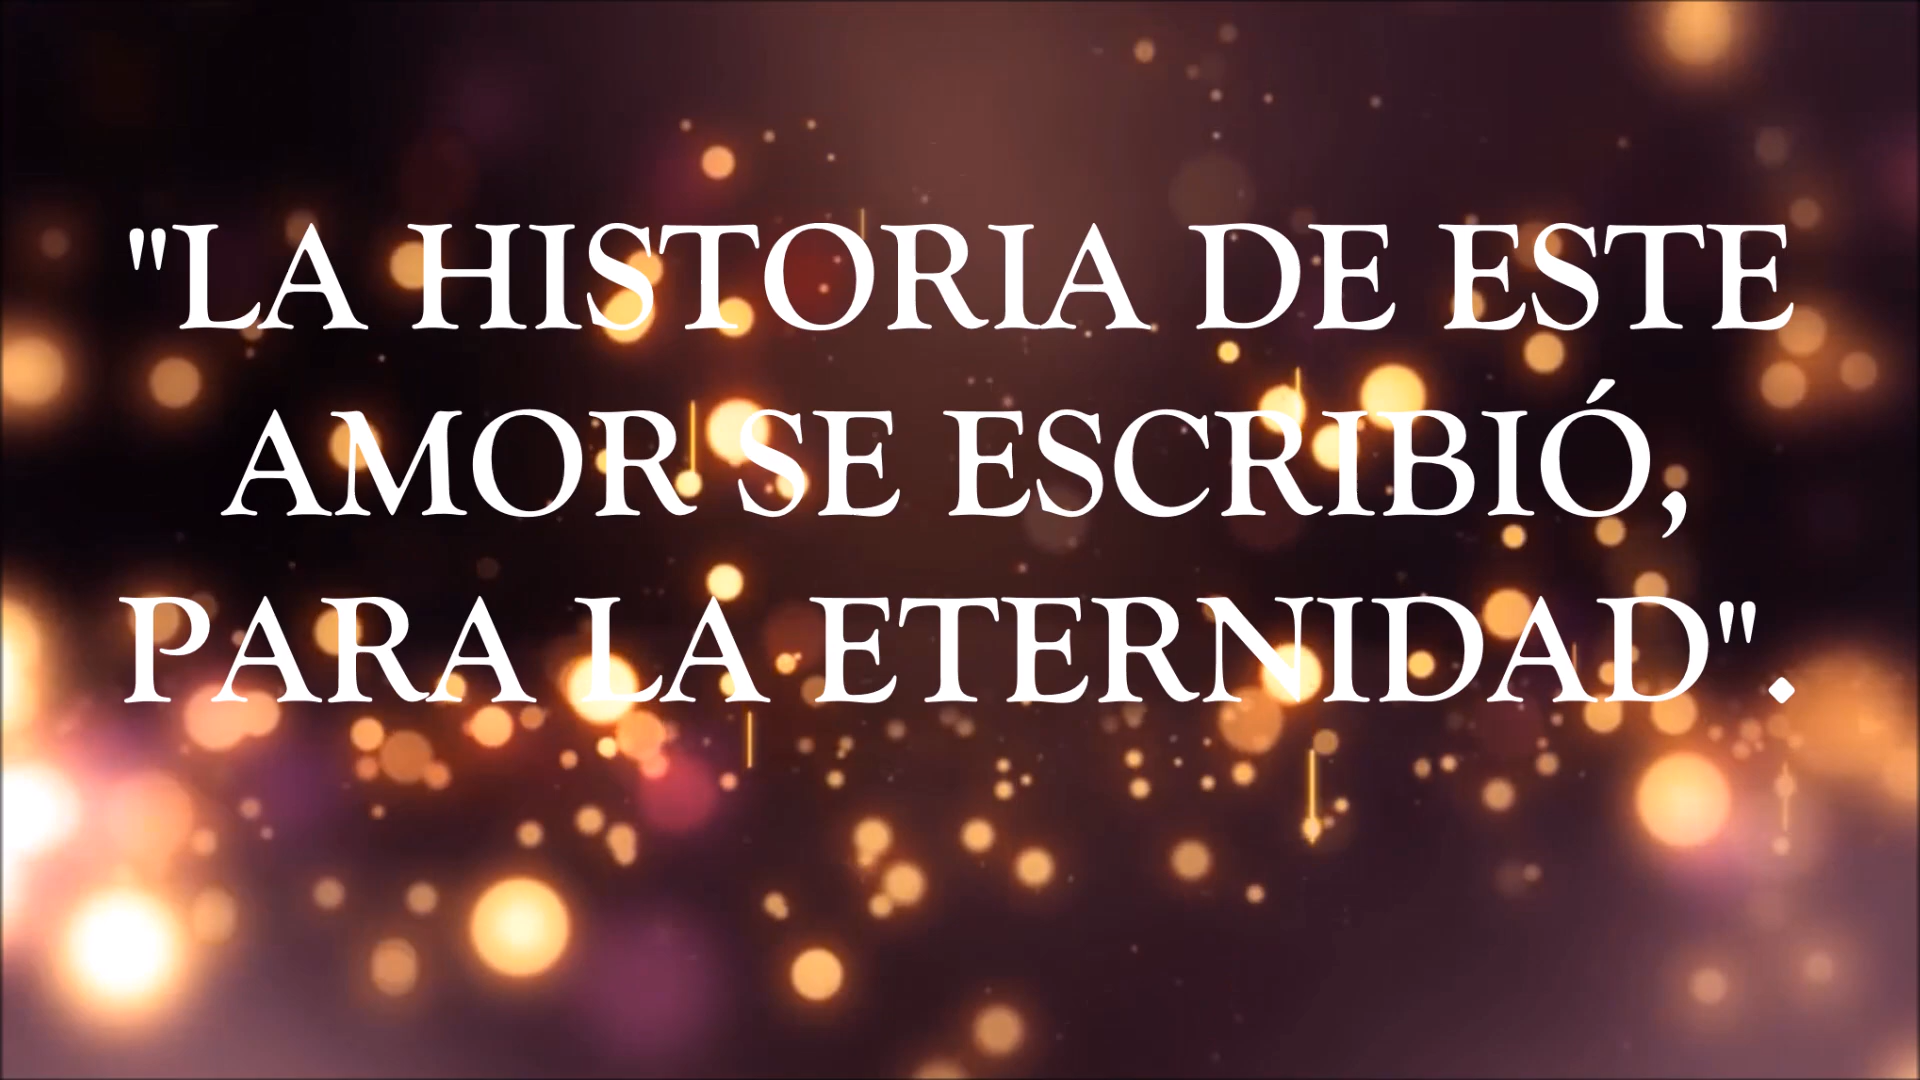 "LA HISTORIA DE ESTE
AMOR SE ESCRIBIÓ,
PARA LA ETERNIDAD".